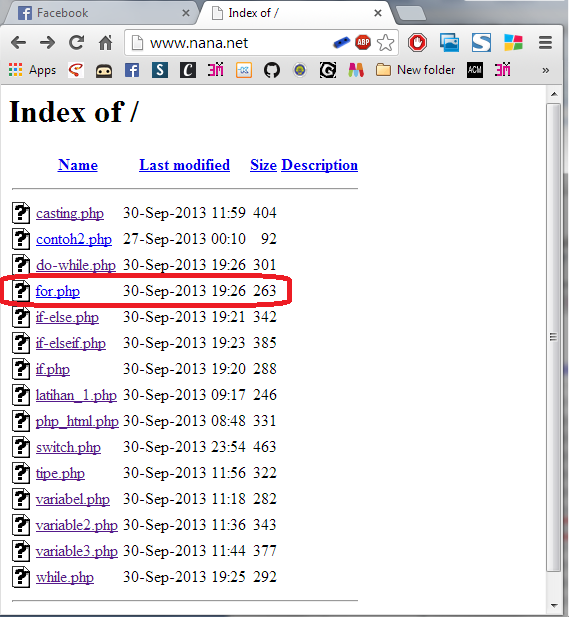 Facebook
Index of /
www.nana.net
ABP
Apps
New folder
ACM
»
Index of /
Name Last modified Size Description
casting.php 30-Sep-2013 11:59 404
contoh2.php 27-Sep-2013 00:10 92
do-while.php 30-Sep-2013 19:26 301
for.php 30-Sep-2013 19:26 263
if-else.php 30-Sep-2013 19:21 342
if-elseif.php 30-Sep-2013 19:23 385
if.php 30-Sep-2013 19:20 288
latihan_1.php 30-Sep-2013 09:17 246
php_html.php 30-Sep-2013 08:48 331
switch.php 30-Sep-2013 23:54 463
tipe.php 30-Sep-2013 11:56 322
variabel.php 30-Sep-2013 11:18 282
variable2.php 30-Sep-2013 11:36 343
variable3.php 30-Sep-2013 11:44 377
while.php 30-Sep-2013 19:25 292